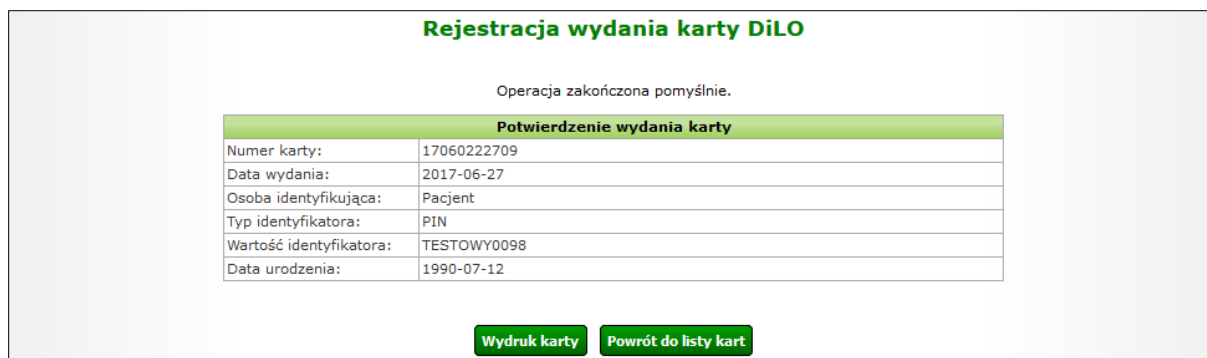 Rejestracja wydania karty DiLO
Operacja zakończona pomyślnie.
Potwierdzenie wydania karty
Numer karty: 17060222709
Data wydania: 2017-06-27
Osoba identyfikująca: Pacjent
Typ identyfikatora: PIN
Wartość identyfikatora: TESTOWY0098
Data urodzenia: 1990-07-12
Wydruk karty Powrót do listy kart